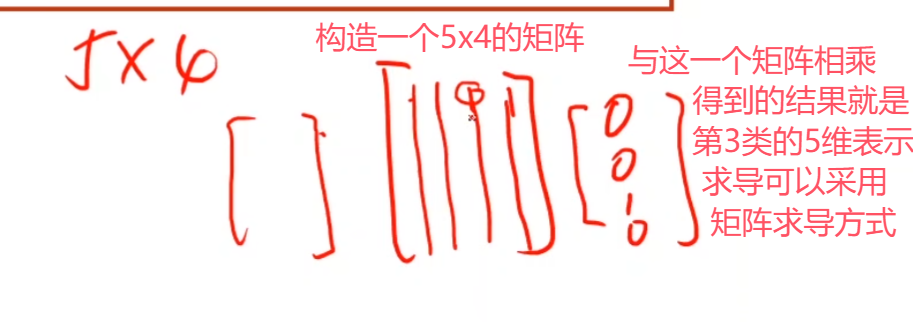 5×4
构造一个5x4的矩阵
与这一个矩阵相乘
得到的结果就是
第3类的5维表示
求导可以采用
矩阵求导方式
0
0
1
0